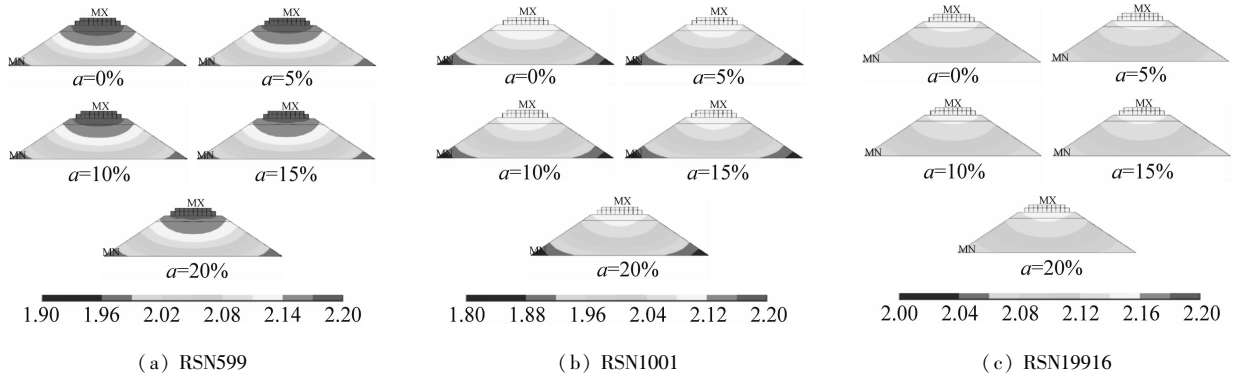 MX MX
MN MN
a=0% a=5%
MX MX
MN MN
a=10% a=15%
MX
MN
a=20%
1.90 1.96 2.02 2.08 2.14 2.20
(a) RSN599
MX MX
MN MN
a=0% a=5%
MX MX
MN MN
a=10% a=15%
MX
MN
a=20%
1.80 1.88 1.96 2.04 2.12 2.20
(b) RSN1001
MX MX
MN MN
a=0% a=5%
MX MX
MN MN
a=10% a=15%
MX
MN
a=20%
2.00 2.04 2.08 2.12 2.16 2.20
(c) RSN19916